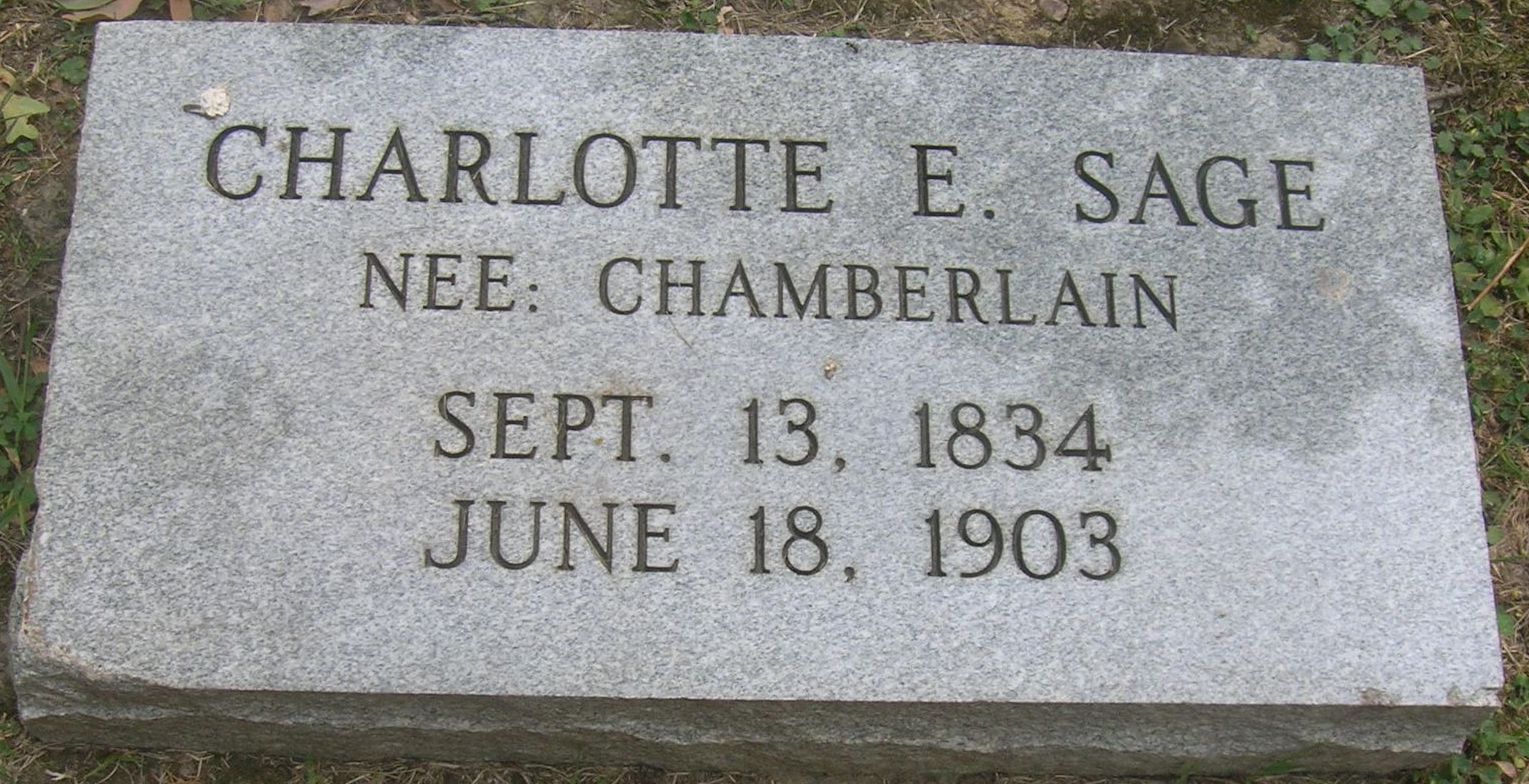 CHARLOTTE E. SAGE
NEE: CHAMBERLAIN
SEPT. 13, 1834
JUNE 18, 1903